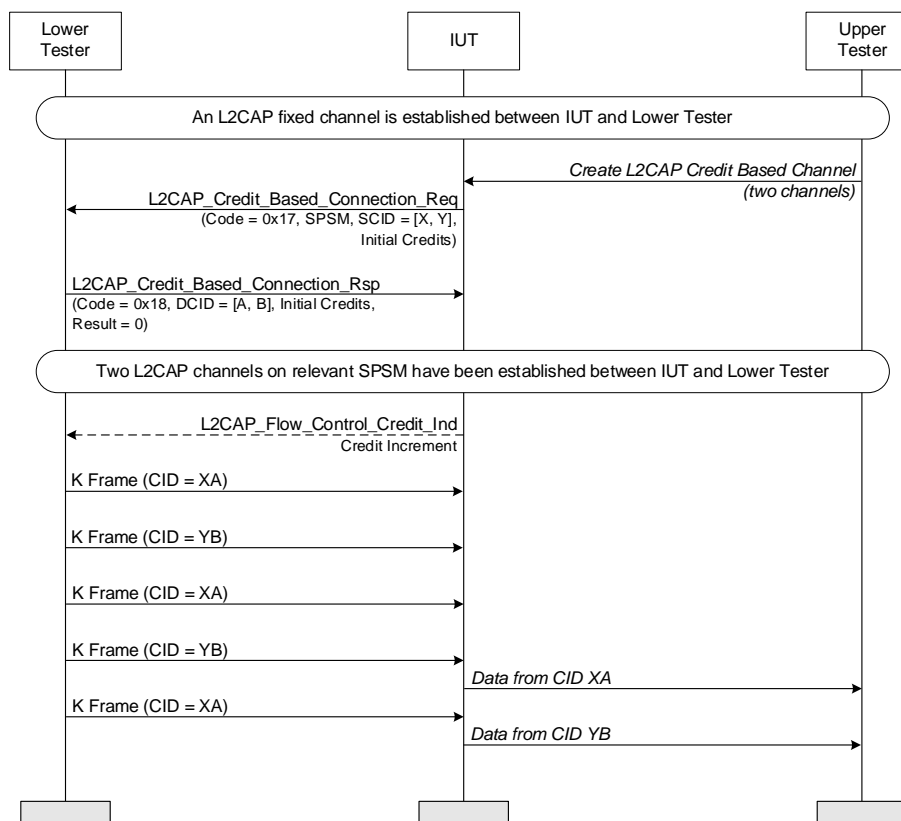 Lower
Tester
IUT
Upper
Tester
An L2CAP fixed channel is established between IUT and Lower Tester
Create L2CAP Credit Based Channel
(two channels)
L2CAP_Credit_Based_Connection_Req
(Code = 0x17, SPSM, SCID = [X, Y],
Initial Credits)
L2CAP_Credit_Based_Connection_Rsp
(Code = 0x18, DCID = [A, B], Initial Credits,
Result = 0)
Two L2CAP channels on relevant SPSM have been established between IUT and Lower Tester
L2CAP_Flow_Control_Credit_Ind
Credit Increment
K Frame (CID = XA)
K Frame (CID = YB)
K Frame (CID = XA)
K Frame (CID = YB)
Data from CID XA
K Frame (CID = XA)
Data from CID YB